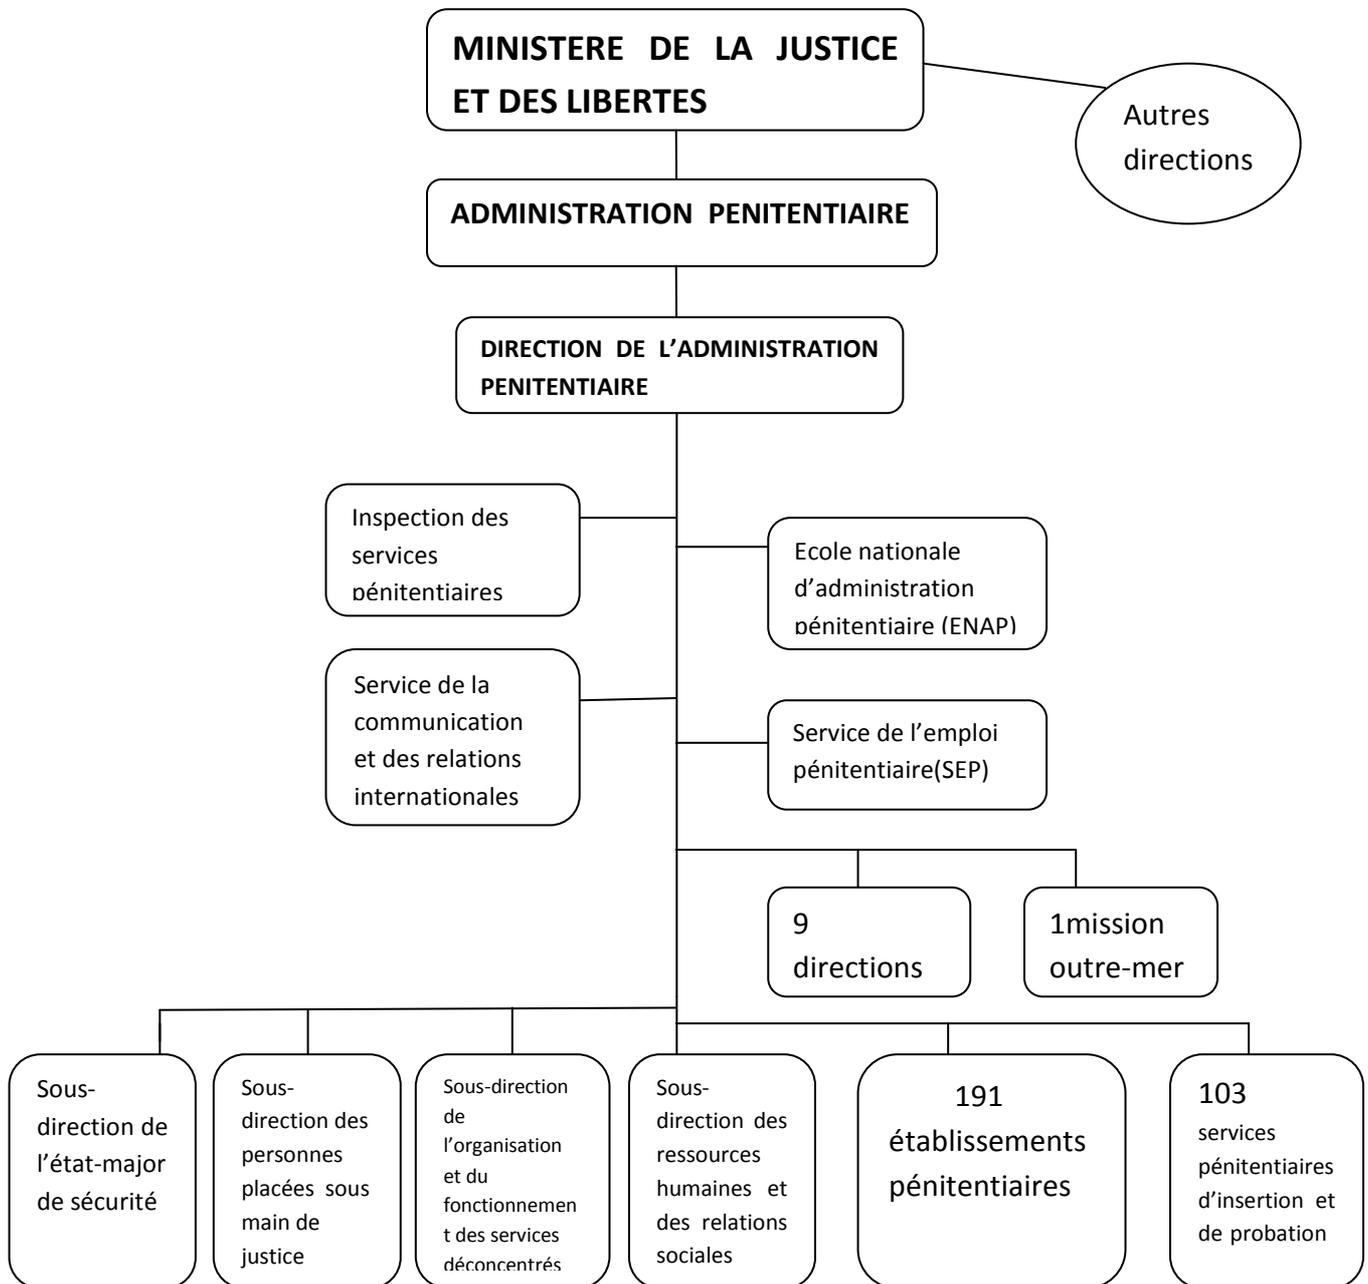 MINISTERE DE LA JUSTICE
ET DES LIBERTES
Autres
directions
ADMINISTRATION PENITENTIAIRE
DIRECTION DE L’ADMINISTRATION
PENITENTIAIRE
Inspection des
services
pénitentiaires
Ecole nationale
d’administration
pénitentiaire (ENAP)
Service de la
communication
et des relations
internationales
Service de l’emploi
pénitentiaire(SEP)
9
directions
1mission
outre-mer
Sous-
direction de
l’état-major
de sécurité
Sous-
direction des
personnes
placées sous
main de
justice
Sous-direction
de
l’organisation
et du
fonctionnemen
t des services
déconcentrés
Sous-
direction des
ressources
humaines et
des relations
sociales
191
établissements
pénitentiaires
103
services
pénitentiaires
d’insertion et
de probation